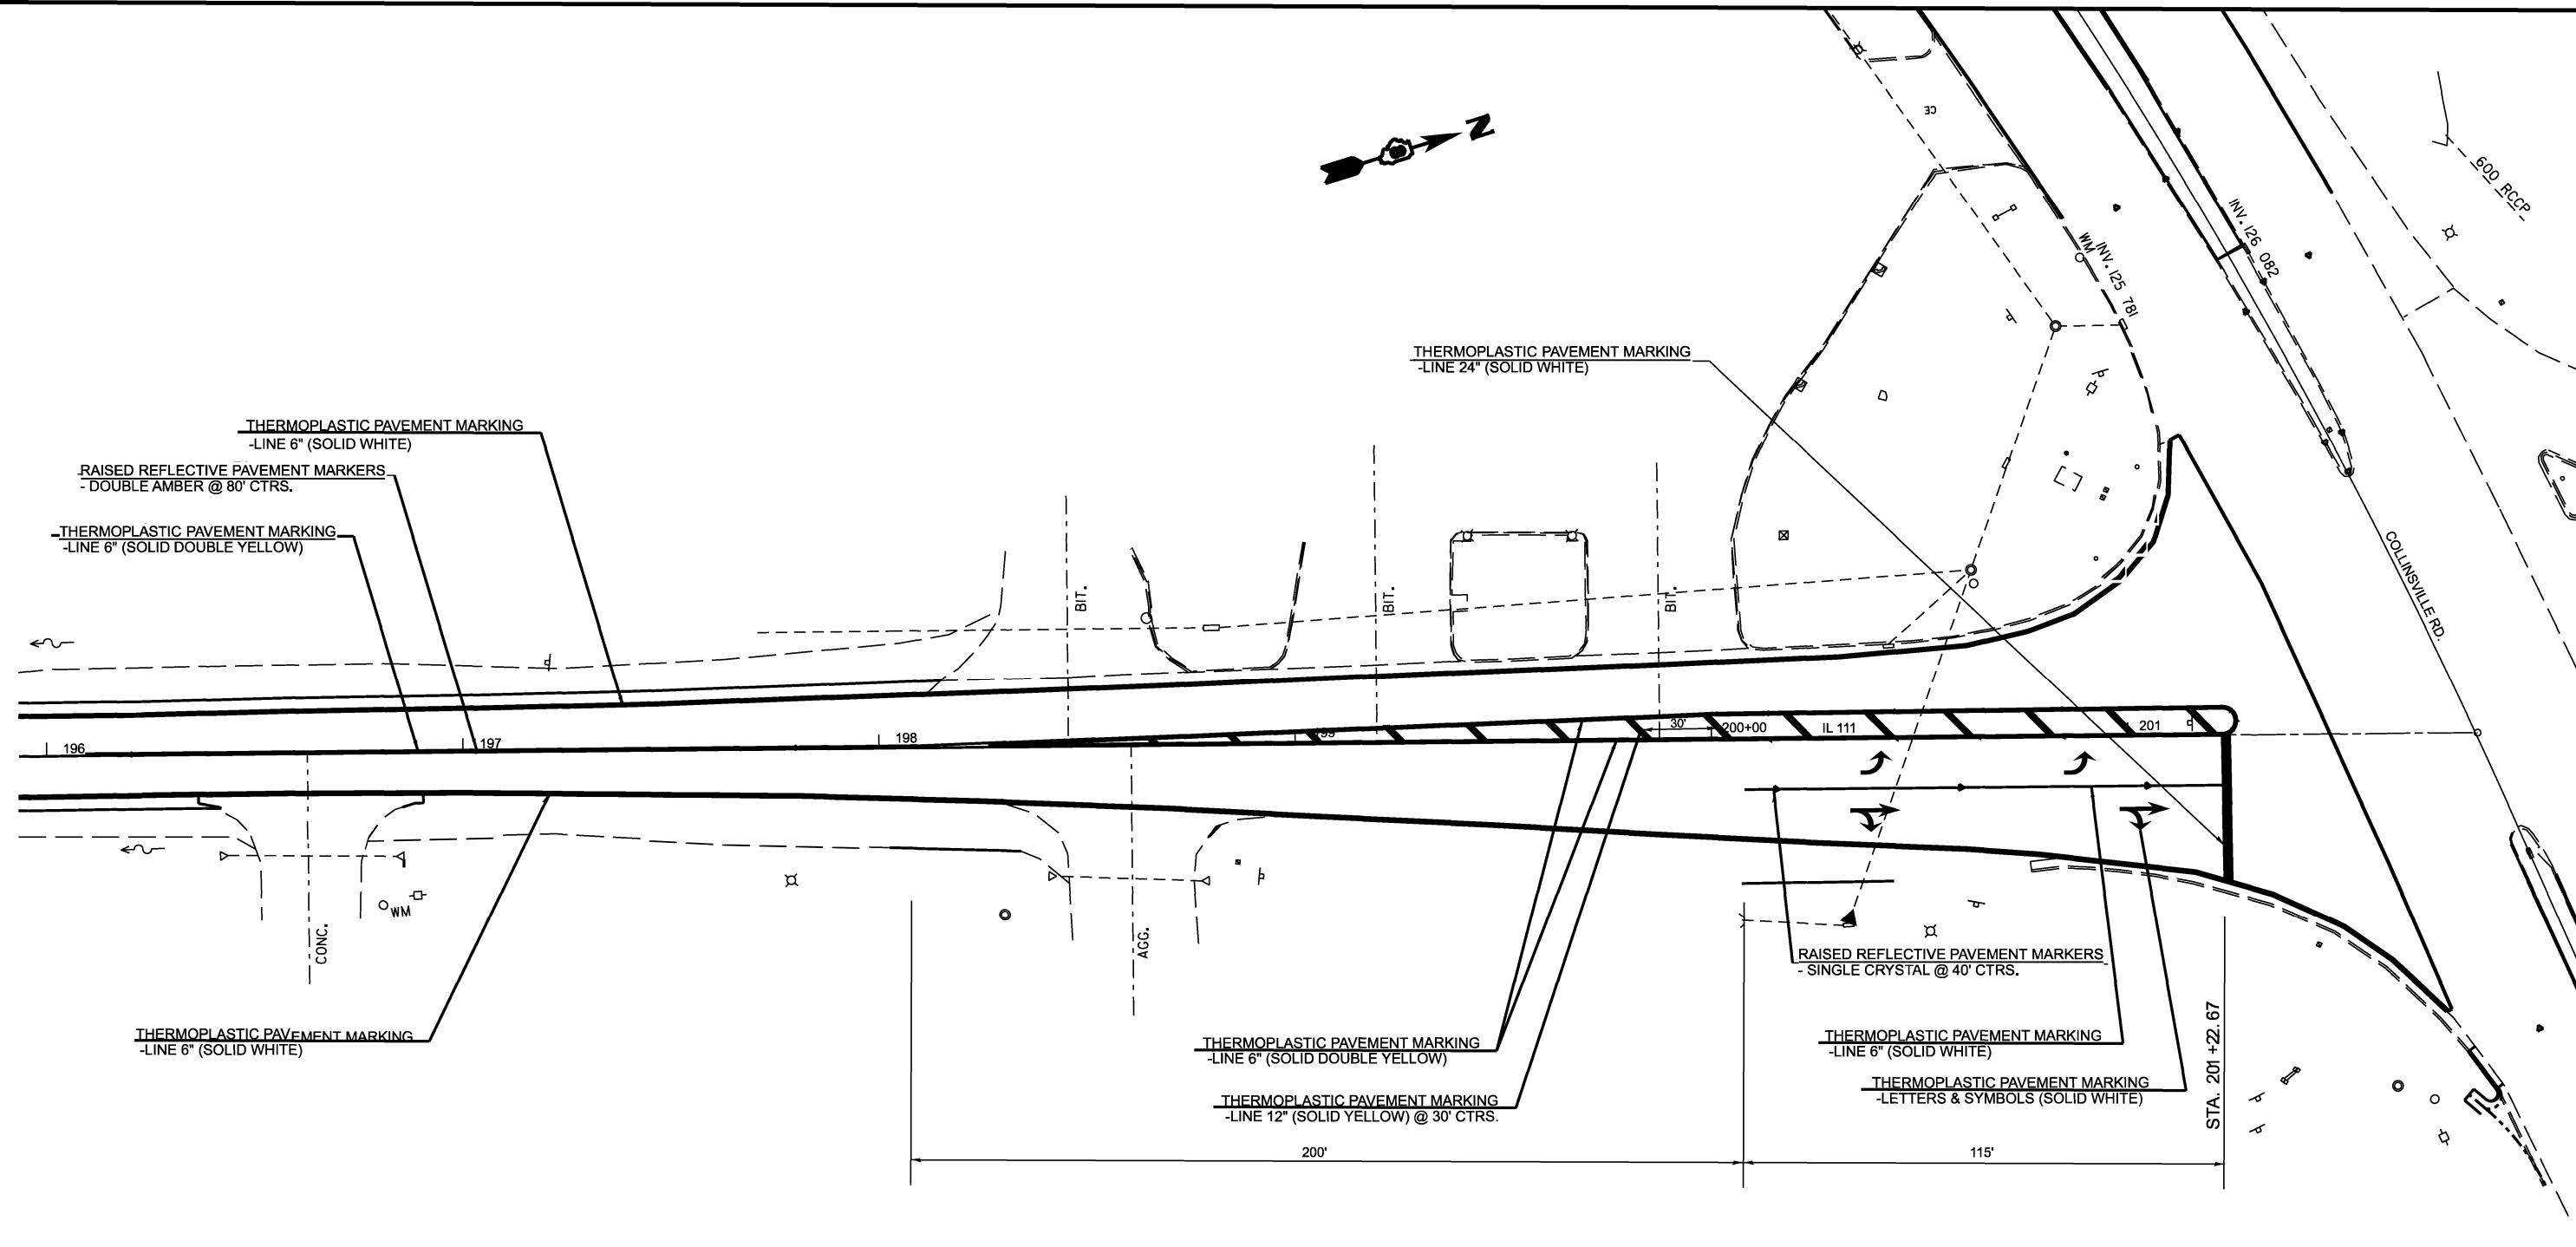 N
CE
600 RCCP
INV. 126 082
WM
INV. 125 781
THERMOPLASTIC PAVEMENT MARKING
-LINE 24" (SOLID WHITE)
THERMOPLASTIC PAVEMENT MARKING
-LINE 6" (SOLID WHITE)
RAISED REFLECTIVE PAVEMENT MARKERS
- DOUBLE AMBER @ 80' CTRS.
THERMOPLASTIC PAVEMENT MARKING
-LINE 6" (SOLID DOUBLE YELLOW)
COLLINSVILLE RD.
BIT.
BIT.
BIT.
196
197
198
199
30'
200+00
IL 111
201
WM
CONC.
AGG.
RAISED REFLECTIVE PAVEMENT MARKERS
- SINGLE CRYSTAL @ 40' CTRS.
THERMOPLASTIC PAVEMENT MARKING
-LINE 6" (SOLID WHITE)
THERMOPLASTIC PAVEMENT MARKING
-LINE 6" (SOLID DOUBLE YELLOW)
THERMOPLASTIC PAVEMENT MARKING
-LINE 6" (SOLID WHITE)
THERMOPLASTIC PAVEMENT MARKING
-LETTERS & SYMBOLS (SOLID WHITE)
THERMOPLASTIC PAVEMENT MARKING
-LINE 12" (SOLID YELLOW) @ 30' CTRS.
STA. 201 +22.67
200'
115'